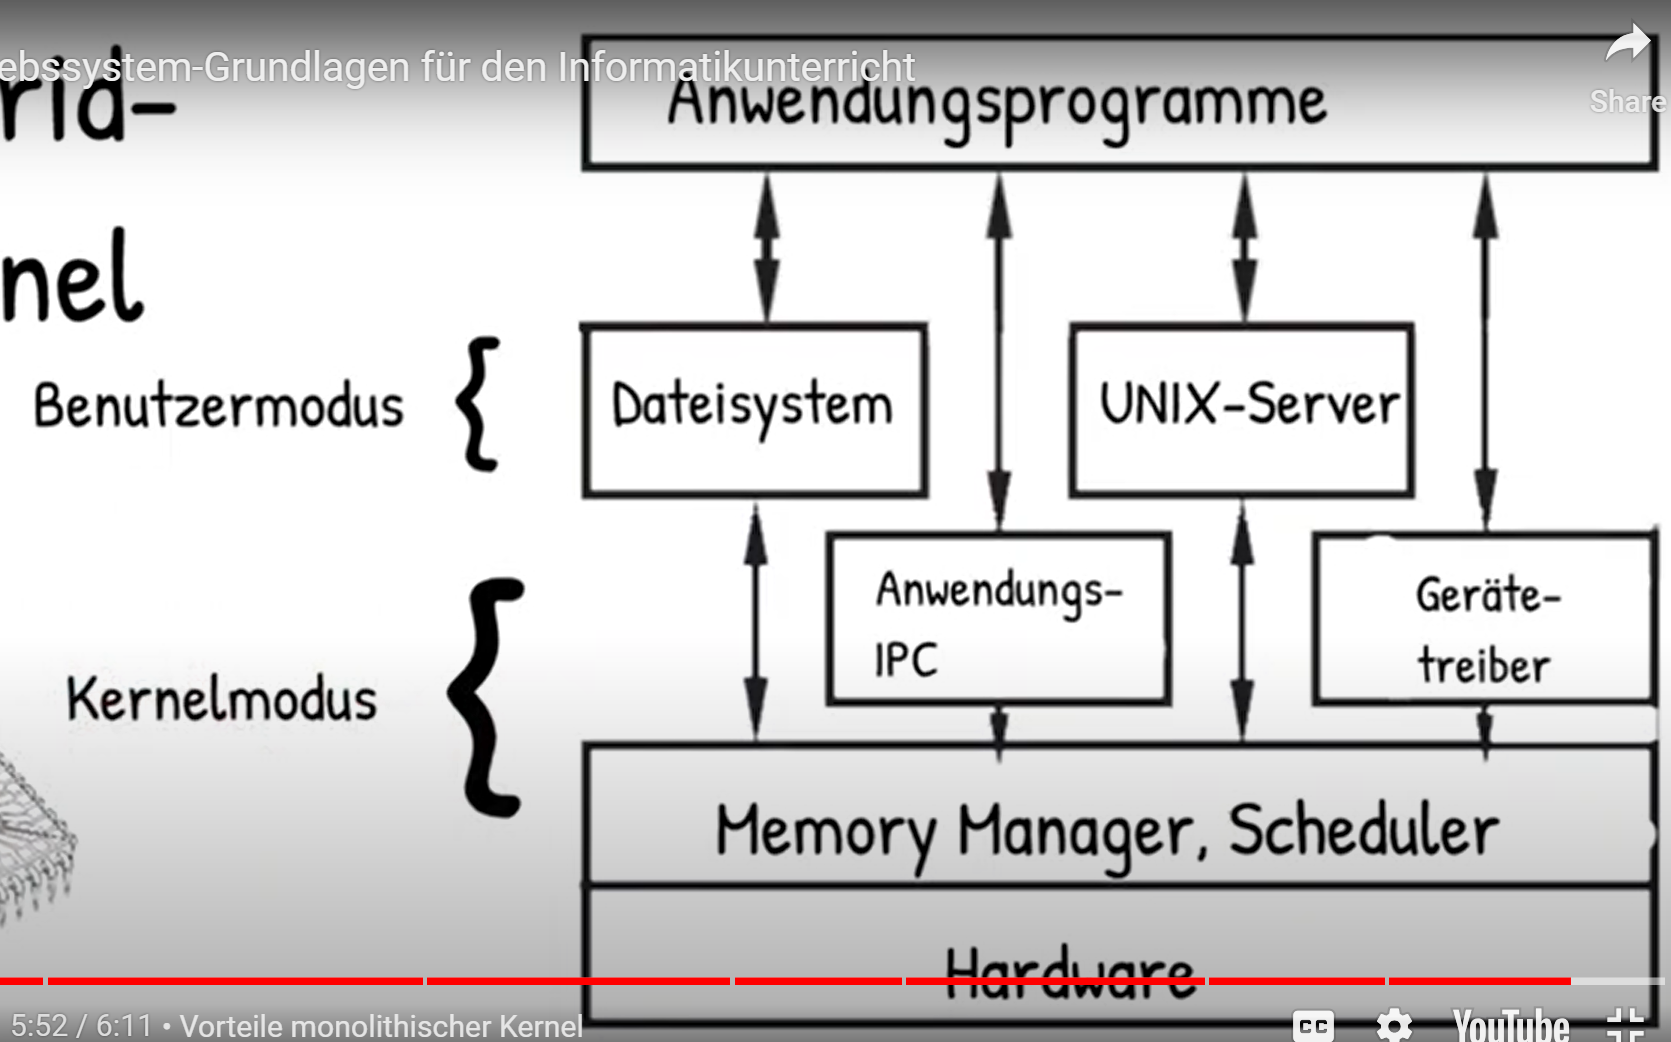 ebssystem-Grundlagen für den Informatikunterricht
Share
rid-
nel
Anwendungsprogramme
Benutzermodus
Dateisystem
UNIX-Server
Kernelmodus
Anwendungs-
IPC
Geräte-
treiber
Memory Manager, Scheduler
Hardware
5:52 / 6:11 • Vorteile monolithischer Kernel
CC
YouTube